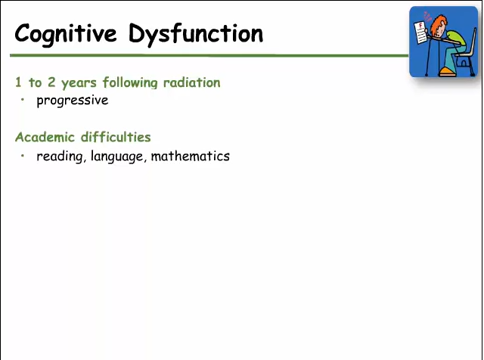 Cognitive Dysfunction
1 to 2 years following radiation
• progressive
Academic difficulties
• reading, language, mathematics